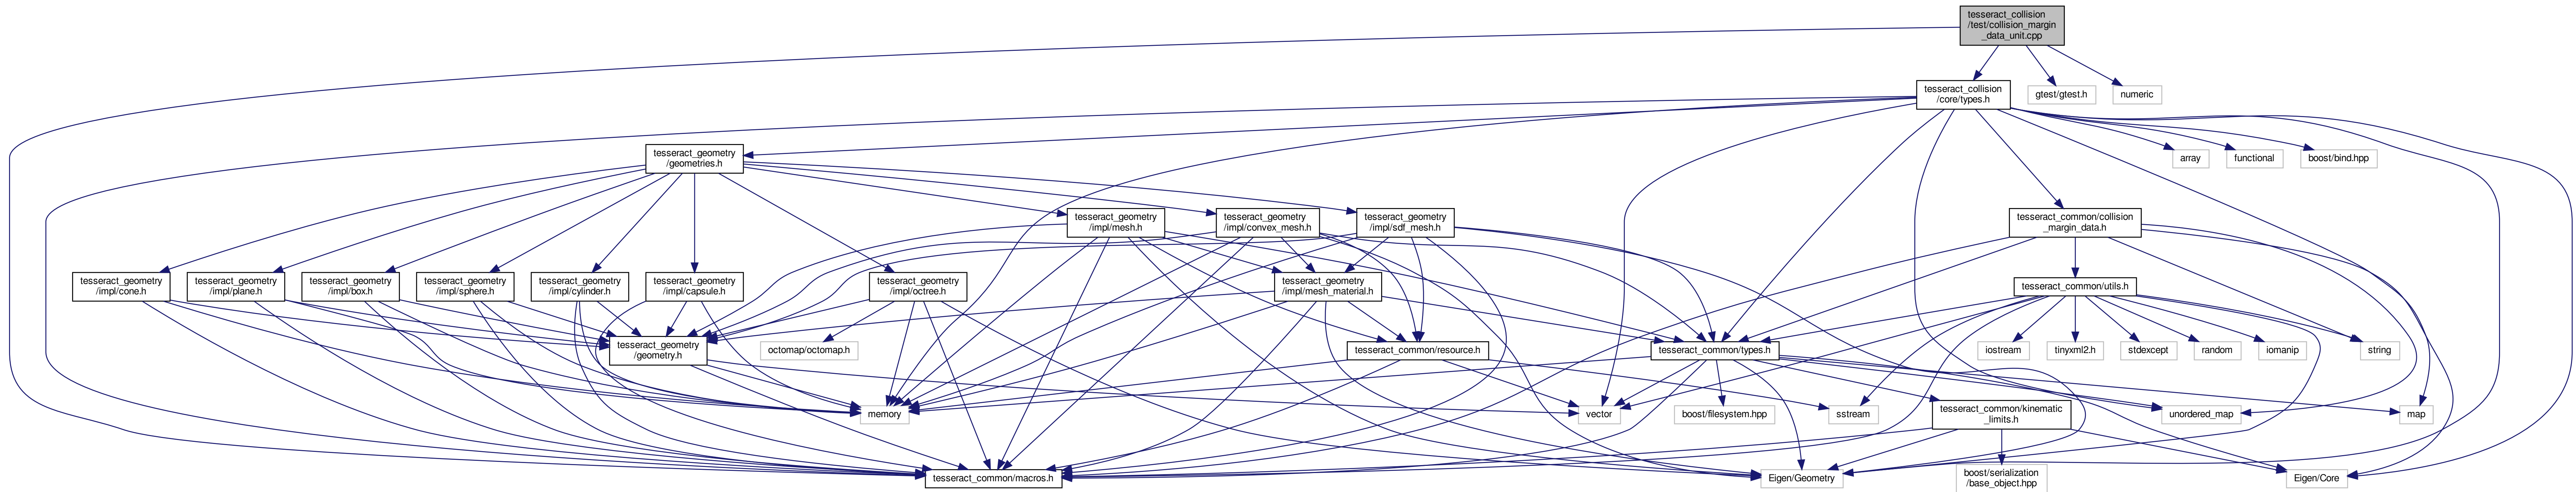 tesseract_collision
/test/collision_margin
_data_unit.cpp
tesseract_collision
/core/types.h
gtest/gtest.h
numeric
tesseract_geometry
/geometries.h
array
functional
boost/bind.hpp
tesseract_geometry
/impl/mesh.h
tesseract_geometry
/impl/convex_mesh.h
tesseract_geometry
/impl/sdf_mesh.h
tesseract_common/collision
_margin_data.h
tesseract_geometry
/impl/cone.h
tesseract_geometry
/impl/plane.h
tesseract_geometry
/impl/box.h
tesseract_geometry
/impl/sphere.h
tesseract_geometry
/impl/cylinder.h
tesseract_geometry
/impl/capsule.h
tesseract_geometry
/impl/octree.h
tesseract_geometry
/impl/mesh_material.h
tesseract_common/utils.h
tesseract_geometry
/geometry.h
octomap/octomap.h
tesseract_common/resource.h
tesseract_common/types.h
iostream
tinyxml2.h
stdexcept
random
iomanip
string
memory
vector
boost/filesystem.hpp
sstream
tesseract_common/kinematic
_limits.h
unordered_map
map
tesseract_common/macros.h
Eigen/Geometry
boost/serialization
/base_object.hpp
Eigen/Core